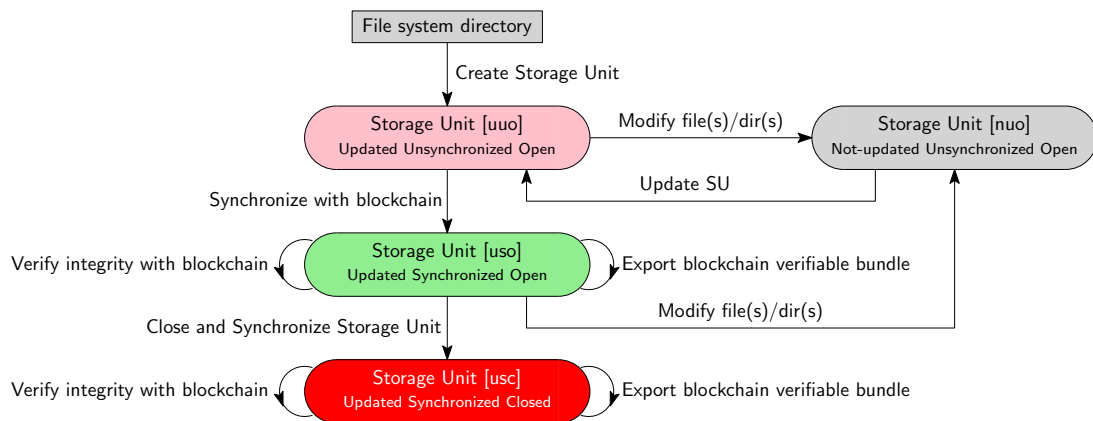 File system directory
Create Storage Unit
Storage Unit [uuo]
Updated Unsynchronized Open
Modify file(s)/dir(s)
Storage Unit [nuo]
Not-updated Unsynchronized Open
Update SU
Synchronize with blockchain
Verify integrity with blockchain
Storage Unit [uso]
Updated Synchronized Open
Export blockchain verifiable bundle
Modify file(s)/dir(s)
Close and Synchronize Storage Unit
Verify integrity with blockchain
Storage Unit [usc]
Updated Synchronized Closed
Export blockchain verifiable bundle